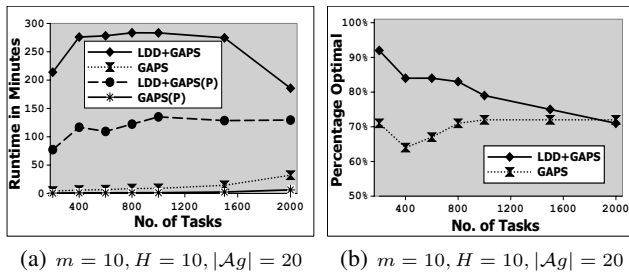 Runtime in Minutes
300
250
200
150
100
50
0
LDD+GAPS
GAPS
LDD+GAPS(P)
GAPS(P)
400 800 1200 1600 2000
No. of Tasks
(a) m = 10, H = 10, |Ag| = 20
Percentage Optimal
100%
90%
80%
70%
60%
50%
LDD+GAPS
GAPS
400 800 1200 1600 2000
No. of Tasks
(b) m = 10, H = 10, |Ag| = 20